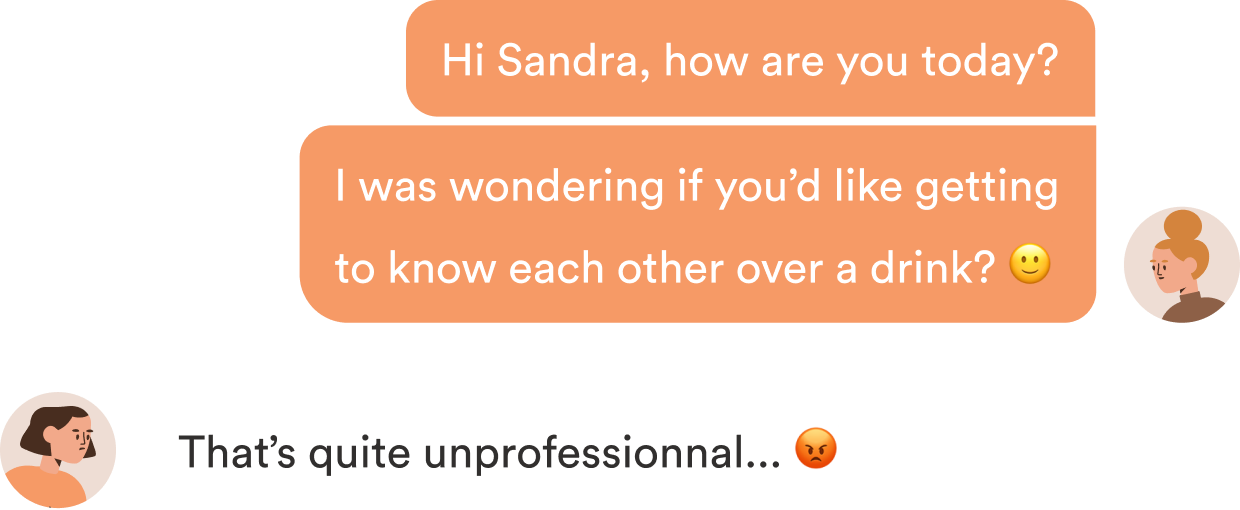 Hi Sandra, how are you today?
I was wondering if you’d like getting
to know each other over a drink? 🙂
That’s quite unprofessionnal... 😡